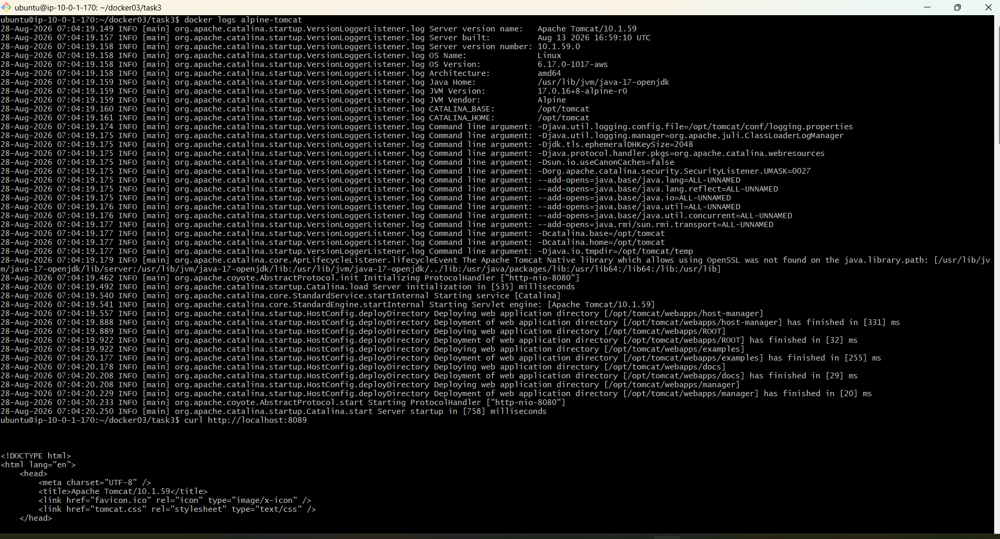 ubuntu@ip-10-0-1-170: ~/docker03/task3
ubuntu@ip-10-0-1-170:~/docker03/task3$ docker logs alpine-tomcat
28-Aug-2026 07:04:19.149 INFO [main] org.apache.catalina.startup.VersionLoggerListener.log Server version name:   Apache Tomcat/10.1.59
28-Aug-2026 07:04:19.157 INFO [main] org.apache.catalina.startup.VersionLoggerListener.log Server built:          Aug 13 2026 16:59:10 UTC
28-Aug-2026 07:04:19.158 INFO [main] org.apache.catalina.startup.VersionLoggerListener.log Server version number: 10.1.59.0
28-Aug-2026 07:04:19.158 INFO [main] org.apache.catalina.startup.VersionLoggerListener.log OS Name:               Linux
28-Aug-2026 07:04:19.158 INFO [main] org.apache.catalina.startup.VersionLoggerListener.log OS Version:            6.17.0-1017-aws
28-Aug-2026 07:04:19.158 INFO [main] org.apache.catalina.startup.VersionLoggerListener.log Architecture:          amd64
28-Aug-2026 07:04:19.159 INFO [main] org.apache.catalina.startup.VersionLoggerListener.log Java Home:             /usr/lib/jvm/java-17-openjdk
28-Aug-2026 07:04:19.159 INFO [main] org.apache.catalina.startup.VersionLoggerListener.log JVM Version:           17.0.16+8-alpine-r0
28-Aug-2026 07:04:19.159 INFO [main] org.apache.catalina.startup.VersionLoggerListener.log JVM Vendor:            Alpine
28-Aug-2026 07:04:19.160 INFO [main] org.apache.catalina.startup.VersionLoggerListener.log CATALINA_BASE:         /opt/tomcat
28-Aug-2026 07:04:19.161 INFO [main] org.apache.catalina.startup.VersionLoggerListener.log CATALINA_HOME:         /opt/tomcat
28-Aug-2026 07:04:19.174 INFO [main] org.apache.catalina.startup.VersionLoggerListener.log Command line argument: -Djava.util.logging.config.file=/opt/tomcat/conf/logging.properties
28-Aug-2026 07:04:19.175 INFO [main] org.apache.catalina.startup.VersionLoggerListener.log Command line argument: -Djava.util.logging.manager=org.apache.juli.ClassLoaderLogManager
28-Aug-2026 07:04:19.175 INFO [main] org.apache.catalina.startup.VersionLoggerListener.log Command line argument: -Djdk.tls.ephemeralDHKeySize=2048
28-Aug-2026 07:04:19.175 INFO [main] org.apache.catalina.startup.VersionLoggerListener.log Command line argument: -Djava.protocol.handler.pkgs=org.apache.catalina.webresources
28-Aug-2026 07:04:19.175 INFO [main] org.apache.catalina.startup.VersionLoggerListener.log Command line argument: -Dsun.io.useCanonCaches=false
28-Aug-2026 07:04:19.175 INFO [main] org.apache.catalina.startup.VersionLoggerListener.log Command line argument: -Dorg.apache.catalina.security.SecurityListener.UMASK=0027
28-Aug-2026 07:04:19.175 INFO [main] org.apache.catalina.startup.VersionLoggerListener.log Command line argument: --add-opens=java.base/java.lang=ALL-UNNAMED
28-Aug-2026 07:04:19.175 INFO [main] org.apache.catalina.startup.VersionLoggerListener.log Command line argument: --add-opens=java.base/java.lang.reflect=ALL-UNNAMED
28-Aug-2026 07:04:19.175 INFO [main] org.apache.catalina.startup.VersionLoggerListener.log Command line argument: --add-opens=java.base/java.io=ALL-UNNAMED
28-Aug-2026 07:04:19.176 INFO [main] org.apache.catalina.startup.VersionLoggerListener.log Command line argument: --add-opens=java.base/java.util=ALL-UNNAMED
28-Aug-2026 07:04:19.176 INFO [main] org.apache.catalina.startup.VersionLoggerListener.log Command line argument: --add-opens=java.base/java.util.concurrent=ALL-UNNAMED
28-Aug-2026 07:04:19.177 INFO [main] org.apache.catalina.startup.VersionLoggerListener.log Command line argument: --add-opens=java.rmi/sun.rmi.transport=ALL-UNNAMED
28-Aug-2026 07:04:19.177 INFO [main] org.apache.catalina.startup.VersionLoggerListener.log Command line argument: -Dcatalina.base=/opt/tomcat
28-Aug-2026 07:04:19.177 INFO [main] org.apache.catalina.startup.VersionLoggerListener.log Command line argument: -Dcatalina.home=/opt/tomcat
28-Aug-2026 07:04:19.177 INFO [main] org.apache.catalina.startup.VersionLoggerListener.log Command line argument: -Djava.io.tmpdir=/opt/tomcat/temp
28-Aug-2026 07:04:19.179 INFO [main] org.apache.catalina.core.AprLifecycleListener.lifecycleEvent The Apache Tomcat Native library which allows using OpenSSL was not found on the java.library.path: [/usr/lib/jv
m/java-17-openjdk/lib/server:/usr/lib/jvm/java-17-openjdk/lib:/usr/lib/jvm/java-17-openjdk/../lib:/usr/java/packages/lib:/usr/lib64:/lib64:/lib:/usr/lib]
28-Aug-2026 07:04:19.462 INFO [main] org.apache.coyote.AbstractProtocol.init Initializing ProtocolHandler ["http-nio-8080"]
28-Aug-2026 07:04:19.492 INFO [main] org.apache.catalina.startup.Catalina.load Server initialization in [535] milliseconds
28-Aug-2026 07:04:19.540 INFO [main] org.apache.catalina.core.StandardService.startInternal Starting service [Catalina]
28-Aug-2026 07:04:19.541 INFO [main] org.apache.catalina.core.StandardEngine.startInternal Starting Servlet engine: [Apache Tomcat/10.1.59]
28-Aug-2026 07:04:19.557 INFO [main] org.apache.catalina.startup.HostConfig.deployDirectory Deploying web application directory [/opt/tomcat/webapps/host-manager]
28-Aug-2026 07:04:19.888 INFO [main] org.apache.catalina.startup.HostConfig.deployDirectory Deployment of web application directory [/opt/tomcat/webapps/host-manager] has finished in [331] ms
28-Aug-2026 07:04:19.889 INFO [main] org.apache.catalina.startup.HostConfig.deployDirectory Deploying web application directory [/opt/tomcat/webapps/ROOT]
28-Aug-2026 07:04:19.922 INFO [main] org.apache.catalina.startup.HostConfig.deployDirectory Deployment of web application directory [/opt/tomcat/webapps/ROOT] has finished in [32] ms
28-Aug-2026 07:04:19.922 INFO [main] org.apache.catalina.startup.HostConfig.deployDirectory Deploying web application directory [/opt/tomcat/webapps/examples]
28-Aug-2026 07:04:20.177 INFO [main] org.apache.catalina.startup.HostConfig.deployDirectory Deployment of web application directory [/opt/tomcat/webapps/examples] has finished in [255] ms
28-Aug-2026 07:04:20.178 INFO [main] org.apache.catalina.startup.HostConfig.deployDirectory Deploying web application directory [/opt/tomcat/webapps/docs]
28-Aug-2026 07:04:20.208 INFO [main] org.apache.catalina.startup.HostConfig.deployDirectory Deployment of web application directory [/opt/tomcat/webapps/docs] has finished in [29] ms
28-Aug-2026 07:04:20.208 INFO [main] org.apache.catalina.startup.HostConfig.deployDirectory Deploying web application directory [/opt/tomcat/webapps/manager]
28-Aug-2026 07:04:20.229 INFO [main] org.apache.catalina.startup.HostConfig.deployDirectory Deployment of web application directory [/opt/tomcat/webapps/manager] has finished in [20] ms
28-Aug-2026 07:04:20.233 INFO [main] org.apache.coyote.AbstractProtocol.start Starting ProtocolHandler ["http-nio-8080"]
28-Aug-2026 07:04:20.250 INFO [main] org.apache.catalina.startup.Catalina.start Server startup in [758] milliseconds
ubuntu@ip-10-0-1-170:~/docker03/task3$ curl http://localhost:8089
<!DOCTYPE html>
<html lang="en">
    <head>
        <meta charset="UTF-8" />
        <title>Apache Tomcat/10.1.59</title>
        <link href="favicon.ico" rel="icon" type="image/x-icon" />
        <link href="tomcat.css" rel="stylesheet" type="text/css" />
    </head>